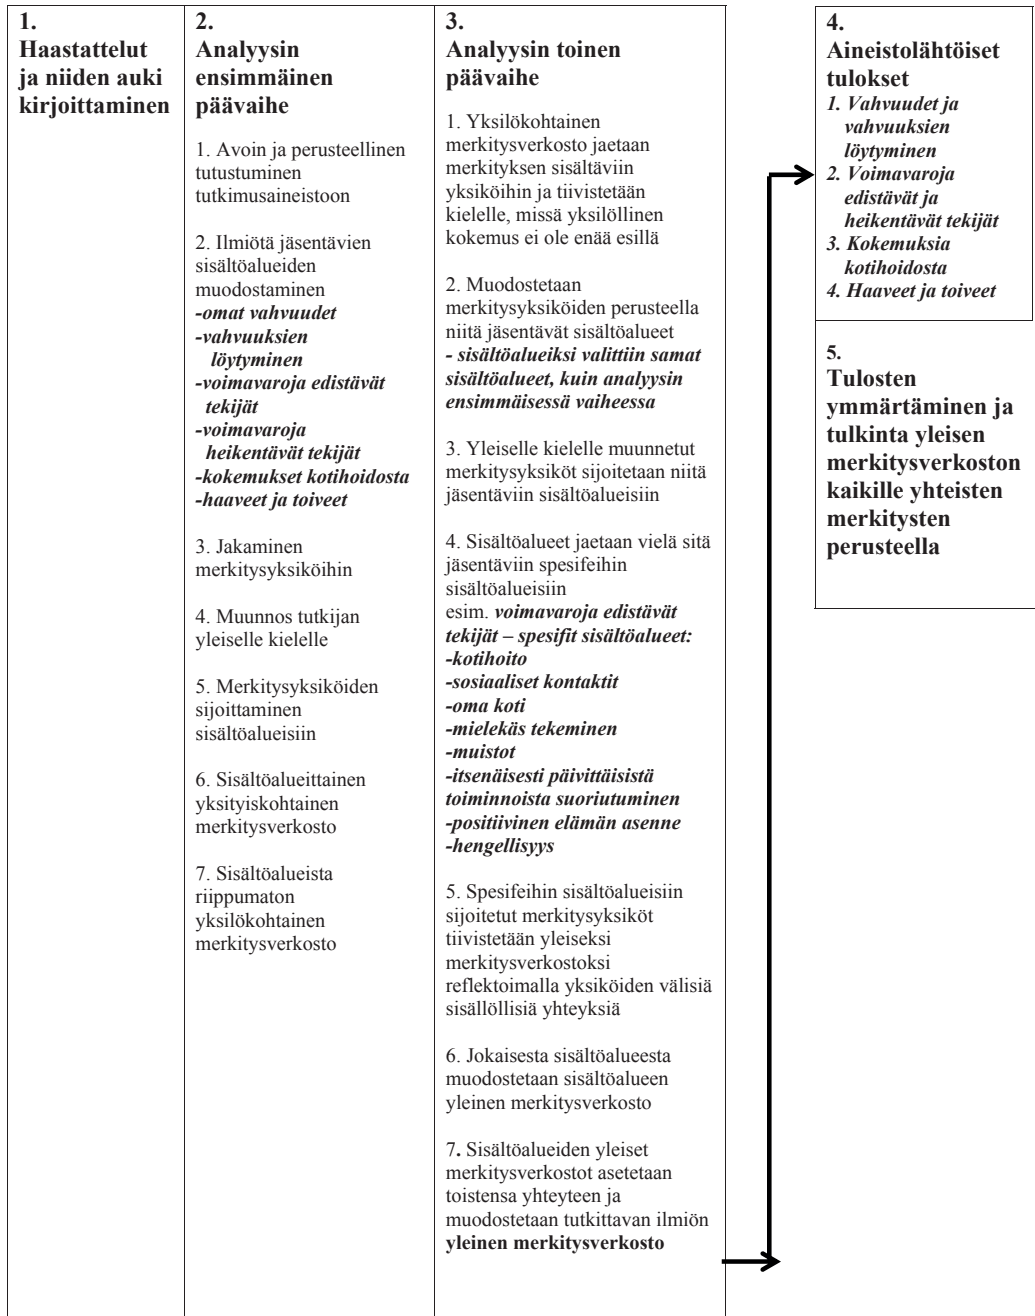 1.
Haastattelut
ja niiden auki
kirjoittaminen
2.
Analyysin
ensimmäinen
päävaihe
1. Avoin ja perusteellinen
tutustuminen
tutkimusaineistoon
2. Ilmiötä jäsentävien
sisältöalueiden
muodostaminen
-omat vahvuudet
-vahvuuksien
löytyminen
-voimavaroja edistävät
tekijät
-voimavaroja
heikentävät tekijät
-kokemukset kotihoidosta
-haaveet ja toiveet
3. Jakaminen
merkitysyksiköihin
4. Muunnos tutkijan
yleiselle kielelle
5. Merkitysyksiköiden
sijoittaminen
sisältöalueisiin
6. Sisältöalueittainen
yksityiskohtainen
merkitysverkosto
7. Sisältöalueista
riippumaton
yksilökohtainen
merkitysverkosto
3.
Analyysin toinen
päävaihe
1. Yksilökohtainen
merkitysverkosto jaetaan
merkityksen sisältäviin
yksiköihin ja tiivistetään
kielelle, missä yksilöllinen
kokemus ei ole enää esillä
2. Muodostetaan
merkitysyksiköiden perusteella
niitä jäsentävät sisältöalueet
- sisältöalueiksi valittiin samat
sisältöalueet, kuin analyysin
ensimmäisessä vaiheessa
3. Yleiselle kielelle muunnetut
merkitysyksiköt sijoitetaan niitä
jäsentäviin sisältöalueisiin
4. Sisältöalueet jaetaan vielä sitä
jäsentäviin spesifeihin
sisältöalueisiin
esim. voimavaroja edistävät
tekijät – spesifit sisältöalueet:
-kotihoito
-sosiaaliset kontaktit
-oma koti
-mielekäs tekeminen
-muistot
-itsenäisesti päivittäisistä
toiminnoista suoriutuminen
-positiivinen elämän asenne
-hengellisyys
5. Spesifeihin sisältöalueisiin
sijoitetut merkitysyksiköt
tiivistetään yleiseksi
merkitysverkostoksi
reflektoimalla yksiköiden välisiä
sisällöllisiä yhteyksiä
6. Jokaisesta sisältöalueesta
muodostetaan sisältöalueen
yleinen merkitysverkosto
7. Sisältöalueiden yleiset
merkitysverkostot asetetaan
toistensa yhteyteen ja
muodostetaan tutkittavan ilmiön
yleinen merkitysverkosto
4.
Aineistolähtöiset
tulokset
1. Vahvuudet ja
vahvuuksien
löytyminen
2. Voimavaroja
edistävät ja
heikentävät tekijät
3. Kokemuksia
kotihoidosta
4. Haaveet ja toiveet
5.
Tulosten
ymmärtäminen ja
tulkinta yleisen
merkitysverkoston
kaikille yhteisten
merkitysten
perusteella